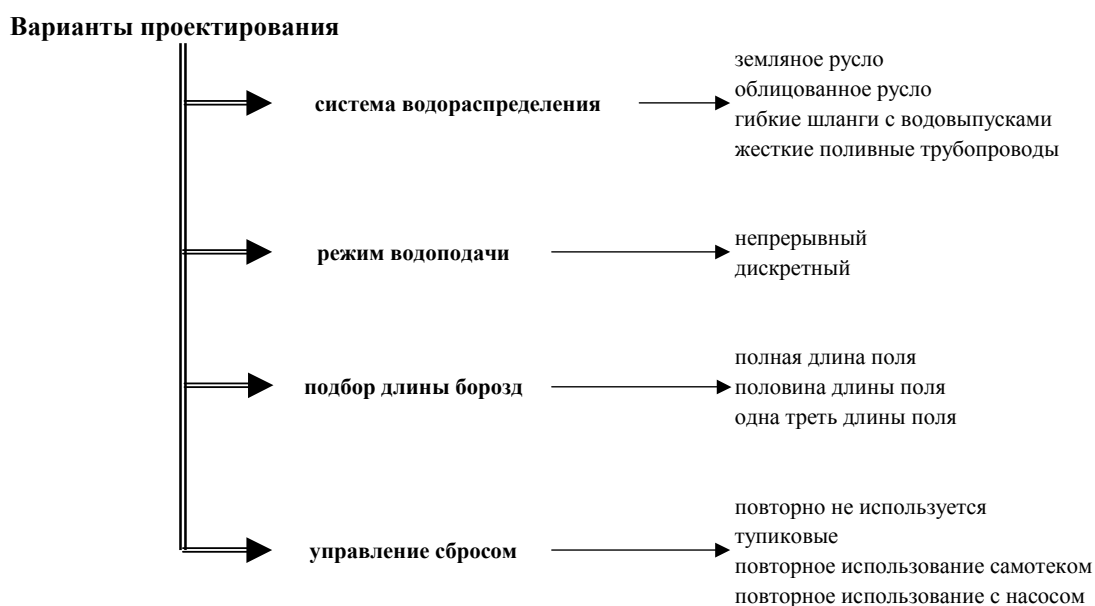 Варианты проектирования
система водораспределения
земляное русло
облицованное русло
гибкие шланги с водовыпусками
жесткие поливные трубопроводы
режим водоподачи
непрерывный
дискретный
подбор длины борозд
полная длина поля
половина длины поля
одна треть длины поля
управление сбросом
повторно не используется
тупиковые
повторное использование самотеком
повторное использование с насосом